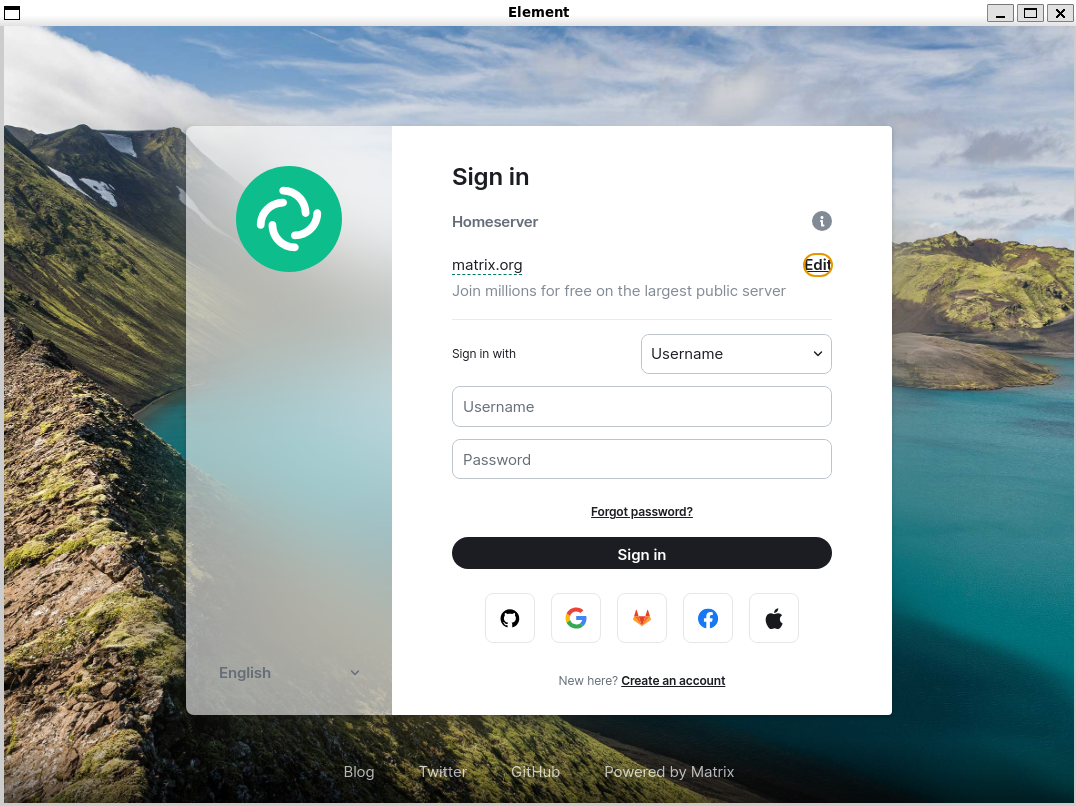 Element
Sign in
Homeserver
matrix.org Edit
Join millions for free on the largest public server
Sign in with Username
Username
Password
Forgot password?
Sign in
English
New here? Create an account
Blog Twitter GitHub Powered by Matrix